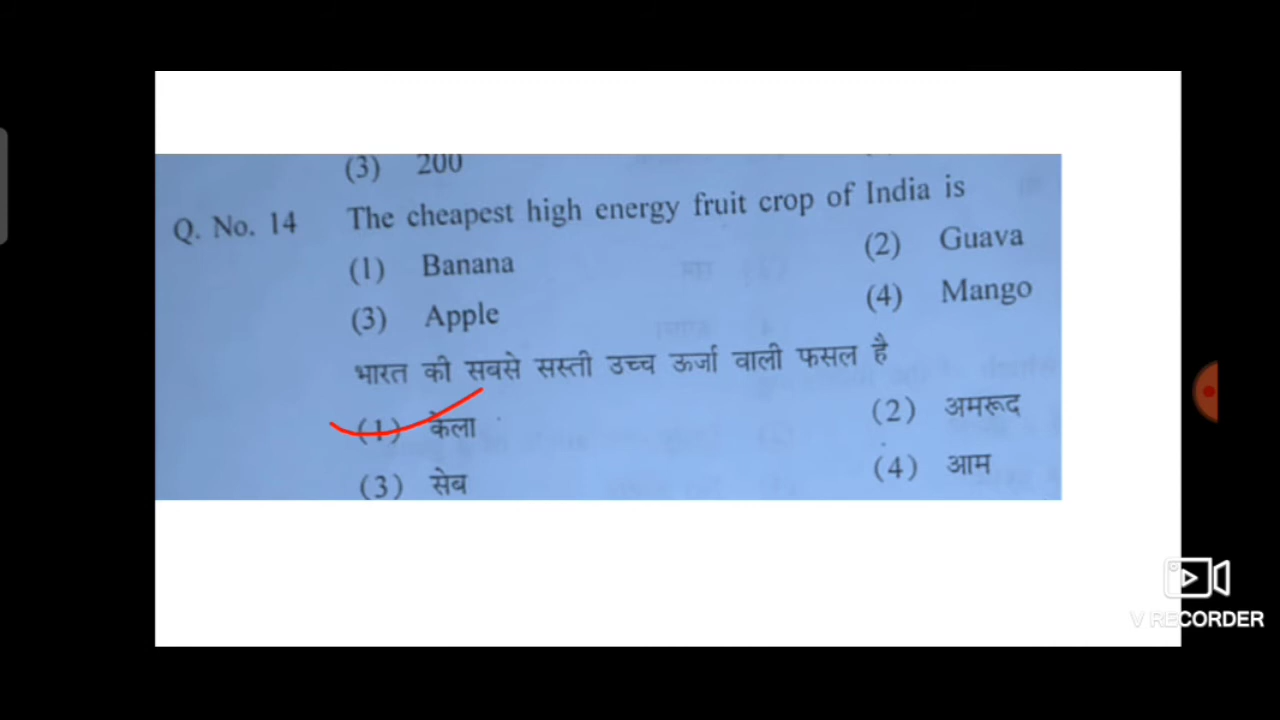 (3) 200
Q. No. 14 The cheapest high energy fruit crop of India is
(1) Banana (2) Guava
(3) Apple (4) Mango
भारत की सबसे सस्ती उच्च ऊर्जा वाली फसल है
(1) केला (2) अमरूद
(3) सेब (4) आम
V RECORDER